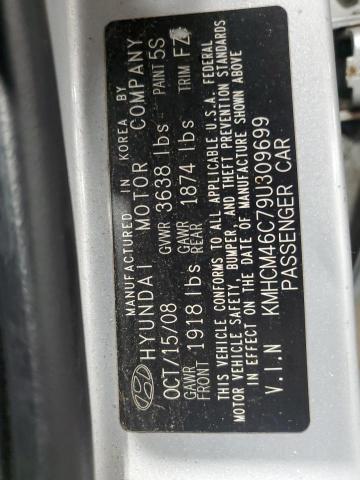 MANUFACTURED IN KOREA BY
HYUNDAI MOTOR COMPANY
OCT/15/08 GVWR 3638 lbs PAINT 5S
GAWR FRONT 1918 lbs GAWR REAR 1874 lbs TRIM FZ
THIS VEHICLE CONFORMS TO ALL APPLICABLE U.S.A. FEDERAL
MOTOR VEHICLE SAFETY, BUMPER, AND THEFT PREVENTION STANDARDS
IN EFFECT ON THE DATE OF MANUFACTURE SHOWN ABOVE
V.I.N KMHCM46C79U309699
PASSENGER CAR